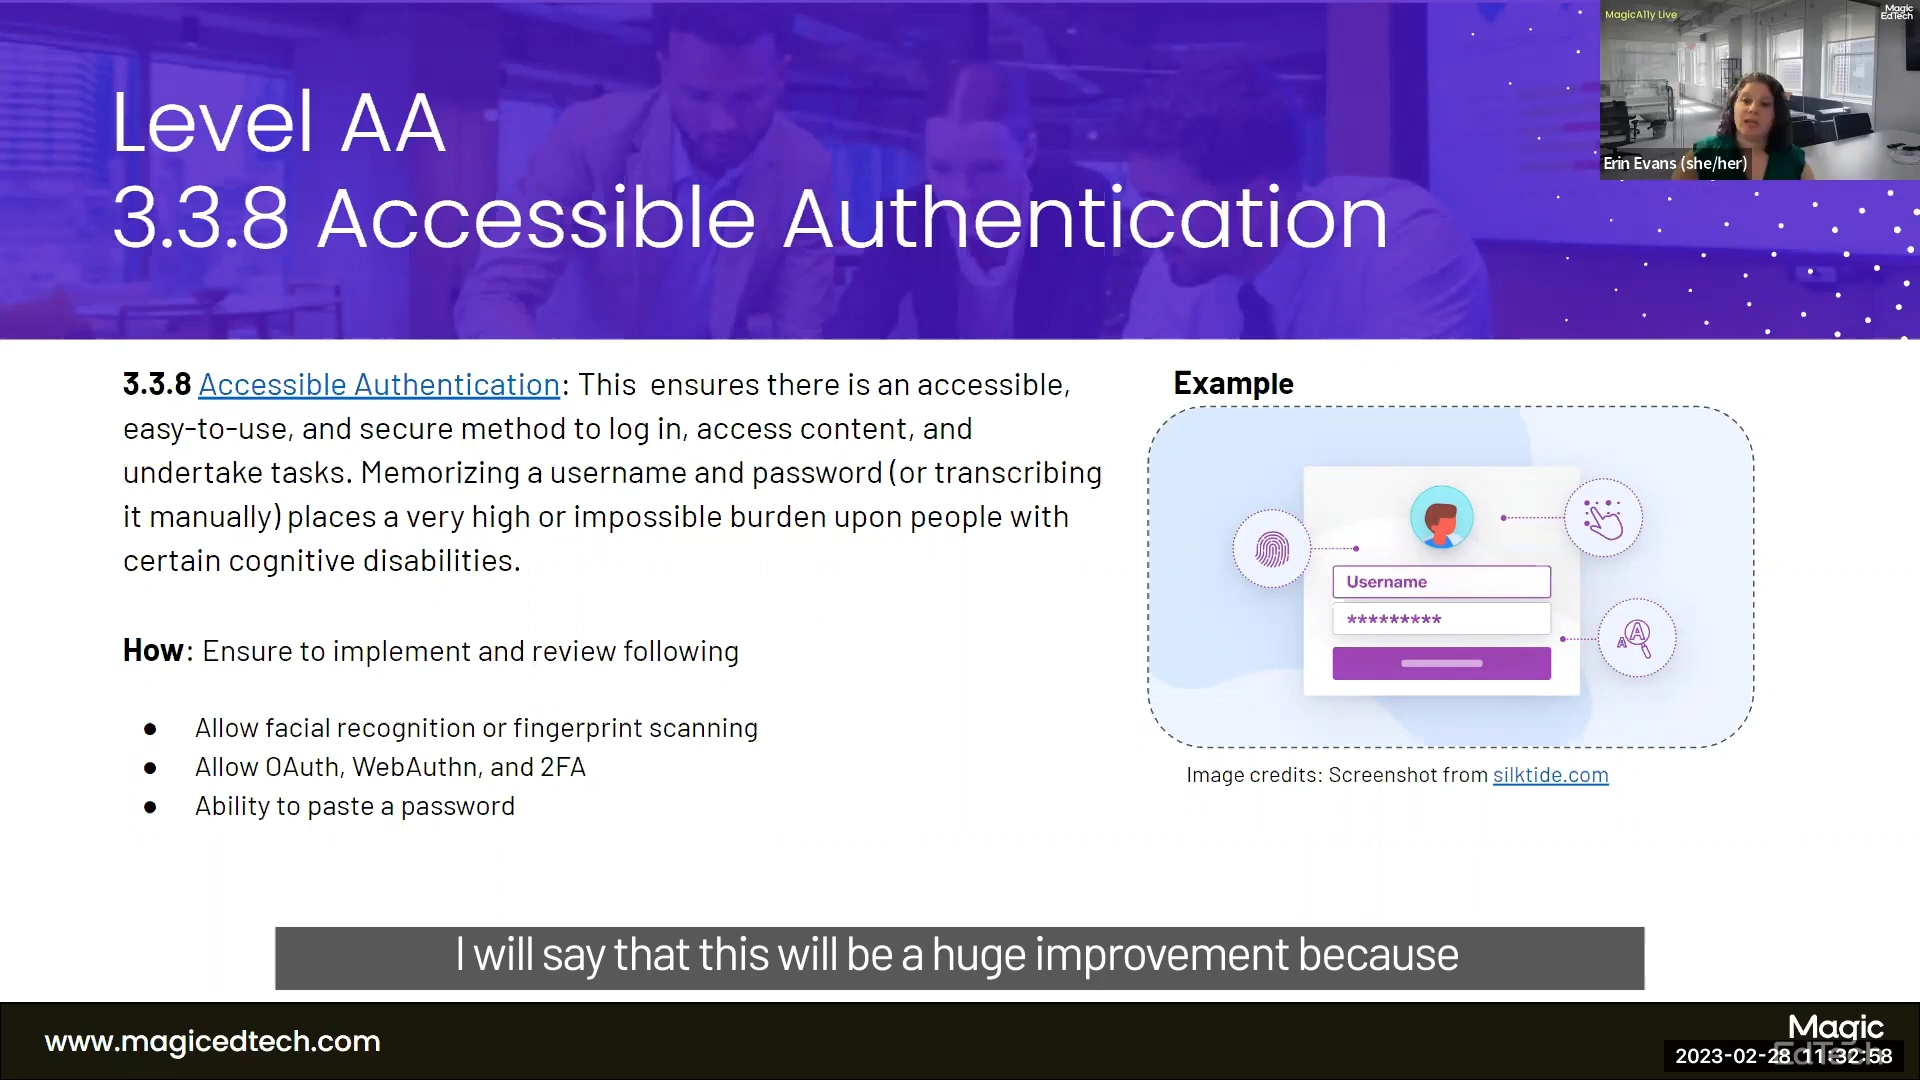 MagicA11y Live
Magic
EdTech
Erin Evans (she/her)
Level AA
3.3.8 Accessible Authentication
3.3.8 Accessible Authentication: This  ensures there is an accessible,
easy-to-use, and secure method to log in, access content, and
undertake tasks. Memorizing a username and password (or transcribing
it manually) places a very high or impossible burden upon people with
certain cognitive disabilities.
How: Ensure to implement and review following
● Allow facial recognition or fingerprint scanning
● Allow OAuth, WebAuthn, and 2FA
● Ability to paste a password
Example
Username
*********
A
A
Image credits: Screenshot from silktide.com
I will say that this will be a huge improvement because
www.magicedtech.com
Magic
EdTech
2023-02-28 11:32:58